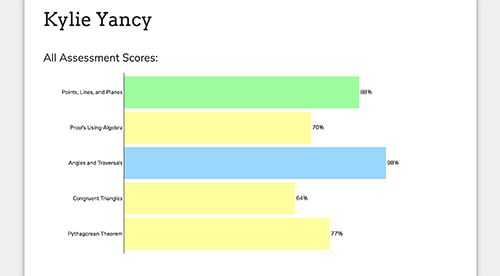 Kylie Yancy
All Assessment Scores:
Points, Lines, and Planes 88%
Proofs Using Algebra 70%
Angles and Traversals 98%
Congruent Triangles 64%
Pythagorean Theorem 77%